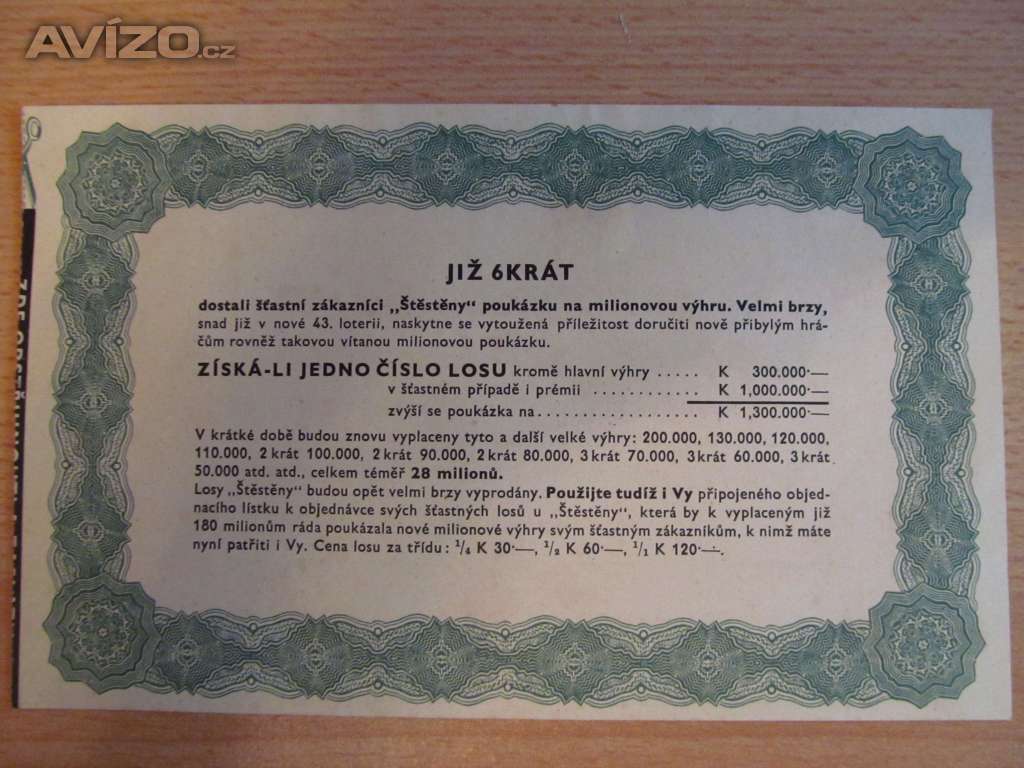 AVÍZO.cz
JIŽ 6KRÁT
dostali šťastní zákazníci „Štěstěny“ poukázku na milionovou výhru. Velmi brzy,
snad již v nové 43. loterii, naskytne se vytoužená příležitost doručiti nově přibylým hrá-
čům rovněž takovou vítanou milionovou poukázku.
ZÍSKÁ-LI JEDNO ČÍSLO LOSU kromě hlavní výhry ..... K 300.000·—
v šťastném případě i prémii ............ K 1,000.000·—
zvýší se poukázka na.................. K 1,300.000·—
V krátké době budou znovu vyplaceny tyto a další velké výhry: 200.000, 130.000, 120.000,
110.000, 2 krát 100.000, 2 krát 90.000, 2 krát 80.000, 3 krát 70.000, 3 krát 60.000, 3 krát
50.000 atd. atd., celkem téměř 28 milionů.
Losy „Štěstěny“ budou opět velmi brzy vyprodány. Použijte tudíž i Vy připojeného objed-
nacího lístku k objednávce svých šťastných losů u „Štěstěny“, která by k vyplaceným již
180 milionům ráda poukázala nové milionové výhry svým šťastným zákazníkům, k nimž máte
nyní patřiti i Vy. Cena losu za třídu: ¼ K 30·—, ½ K 60·—, 1/1 K 120·—.